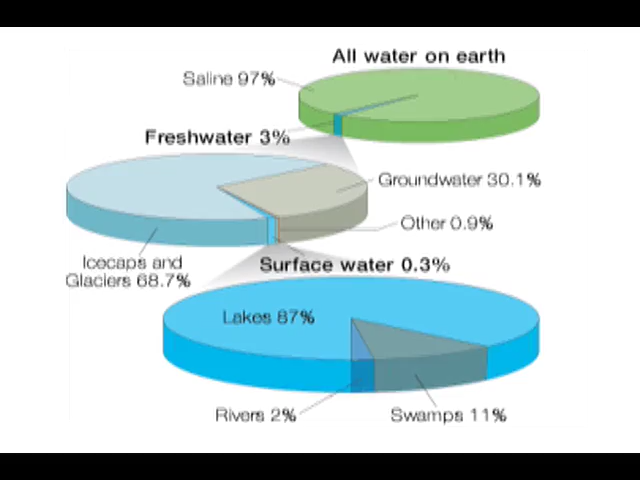 All water on earth
Saline 97%
Freshwater 3%
Groundwater 30.1%
Other 0.9%
Icecaps and
Glaciers 68.7%
Surface water 0.3%
Lakes 87%
Rivers 2%
Swamps 11%